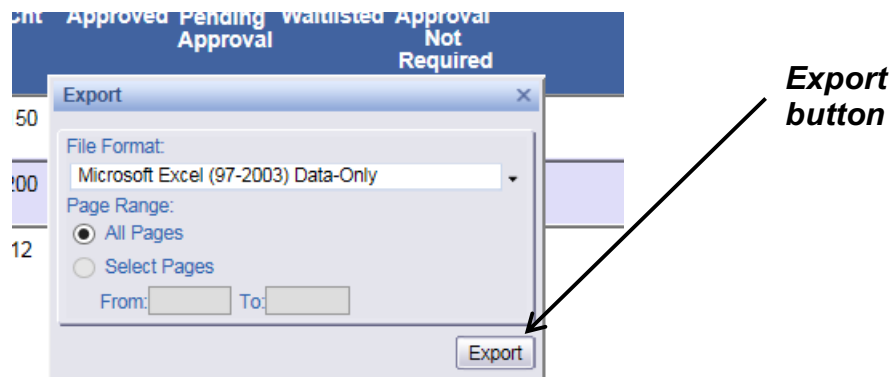 Cnt Approved Pending Waitlisted Approval
Approval Not
Required
Export
50
File Format:
Microsoft Excel (97-2003) Data-Only
200
Page Range:
All Pages
12
Select Pages
From: To:
Export
Export
button